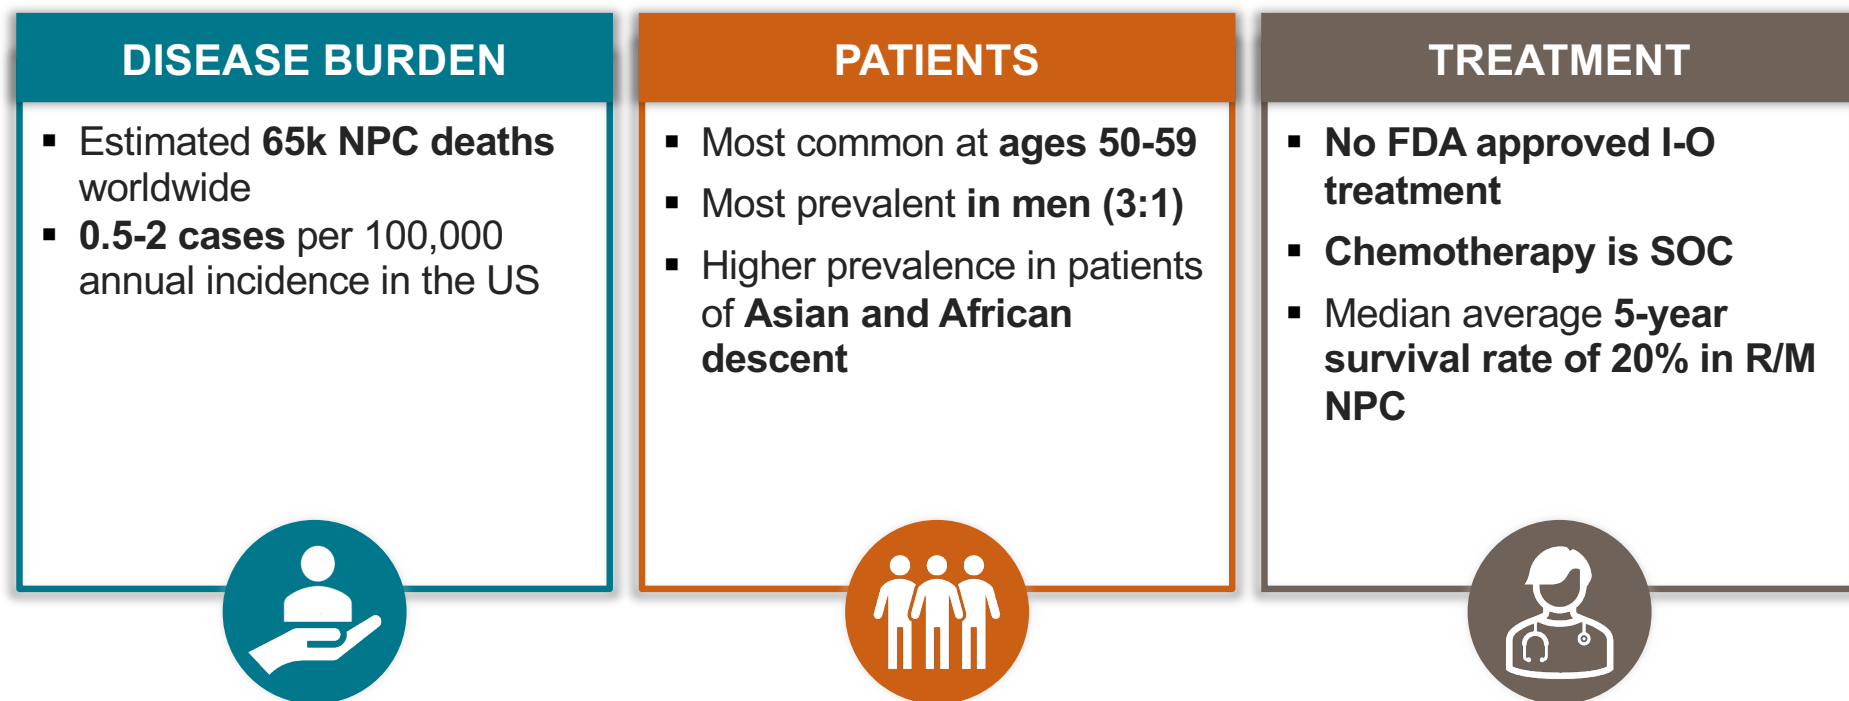 DISEASE BURDEN
▪ Estimated 65k NPC deaths
worldwide
▪ 0.5-2 cases per 100,000
annual incidence in the US
PATIENTS
▪ Most common at ages 50-59
▪ Most prevalent in men (3:1)
▪ Higher prevalence in patients
of Asian and African
descent
TREATMENT
▪ No FDA approved I-O
treatment
▪ Chemotherapy is SOC
▪ Median average 5-year
survival rate of 20% in R/M
NPC